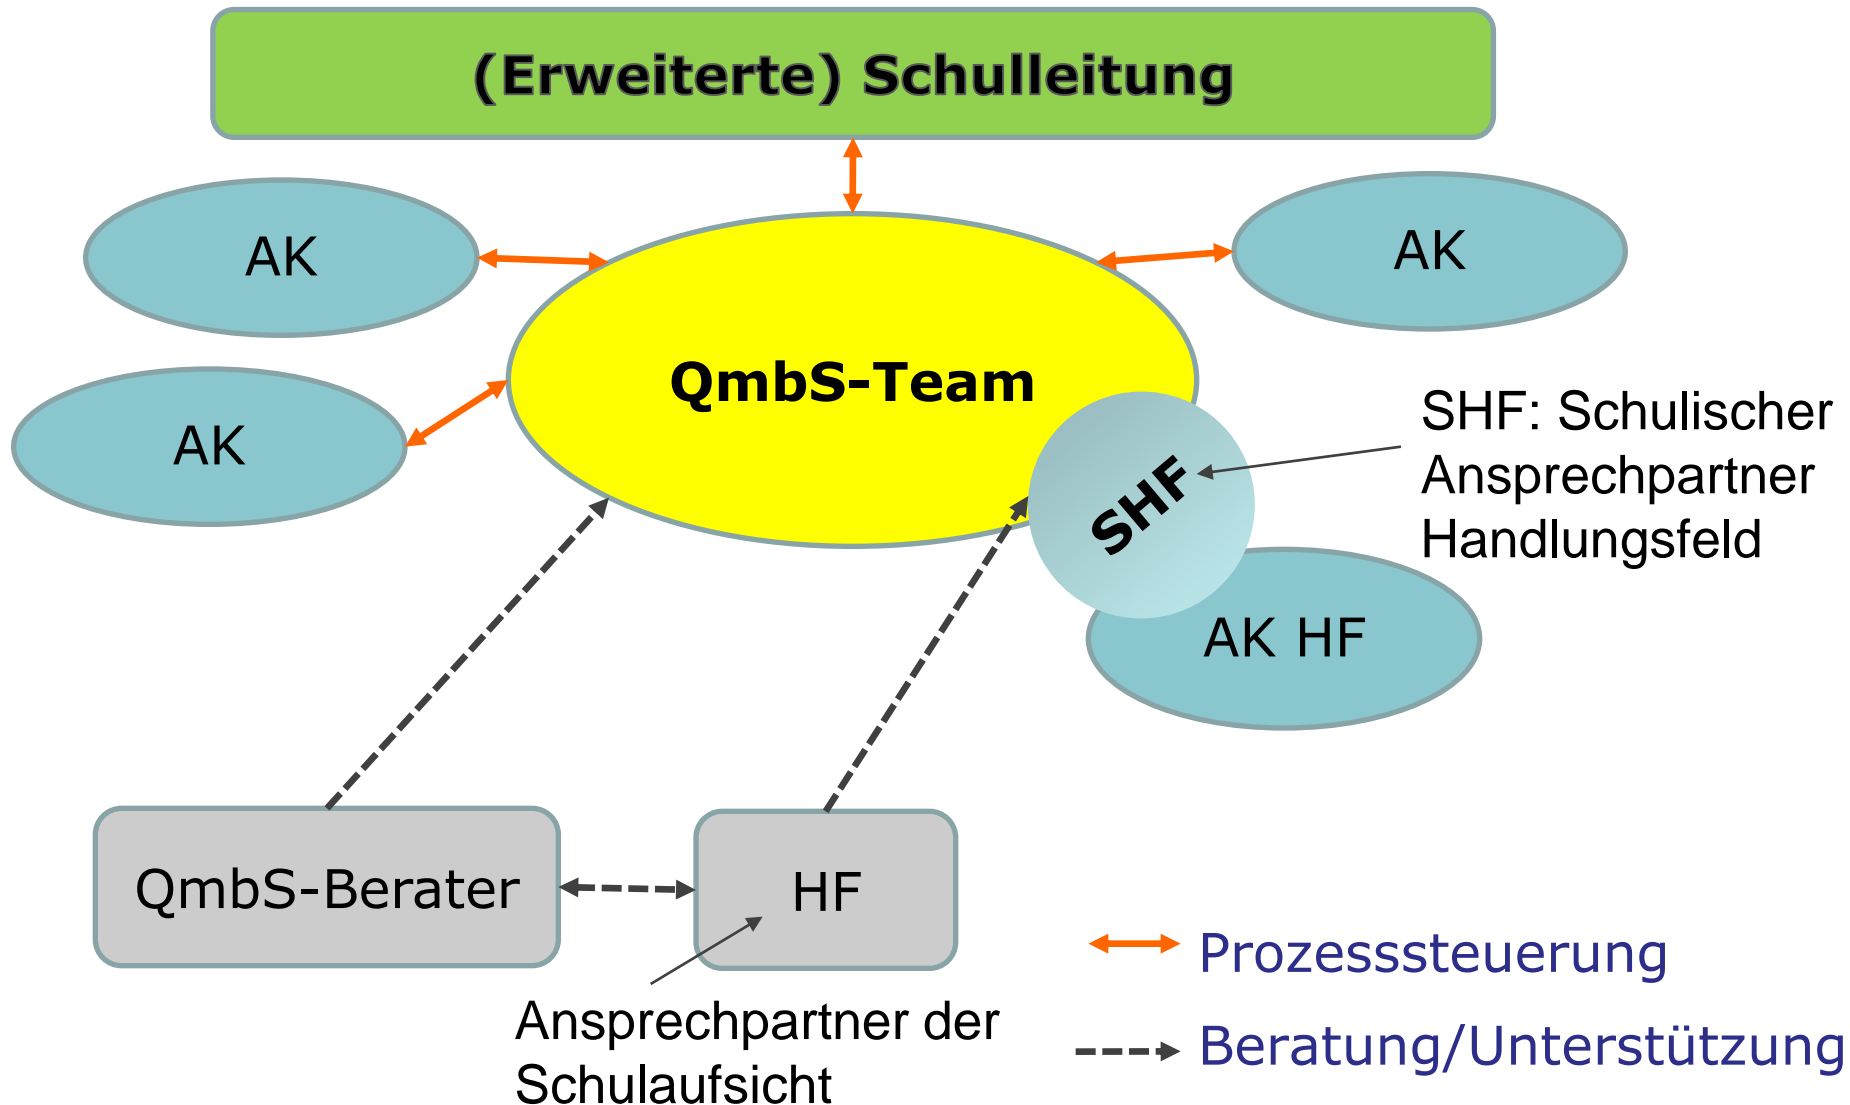 (Erweiterte) Schulleitung
AK
AK
AK
QmbS-Team
SHF
SHF: Schulischer
Ansprechpartner
Handlungsfeld
AK HF
QmbS-Berater
HF
Ansprechpartner der
Schulaufsicht
Prozesssteuerung
Beratung/Unterstützung